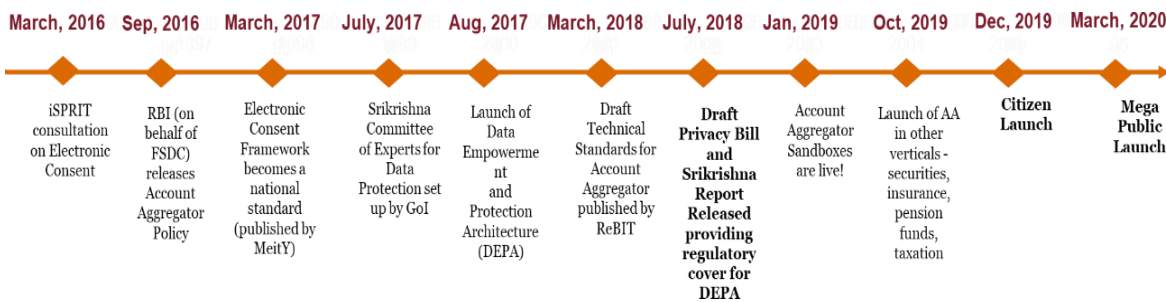 March, 2016
Sep, 2016
March, 2017
July, 2017
Aug, 2017
March, 2018
July, 2018
Jan, 2019
Oct, 2019
Dec, 2019
March, 2020
iSPRIT
consultation
on Electronic
Consent
RBI (on
behalf of
FSDC)
releases
Account
Aggregator
Policy
Electronic
Consent
Framework
becomes a
national
standard
(published by
MeitY)
Srikrishna
Committee
of Experts for
Data
Protection set
up by GoI
Launch of
Data
Empowerme
nt
and
Protection
Architecture
(DEPA)
Draft
Technical
Standards for
Account
Aggregator
published by
ReBIT
Draft
Privacy Bill
and
Srikrishna
Report
Released
providing
regulatory
cover for
DEPA
Account
Aggregator
Sandboxes
are live!
Launch of AA
in other
verticals -
securities,
insurance,
pension
funds,
taxation
Citizen
Launch
Mega
Public
Launch